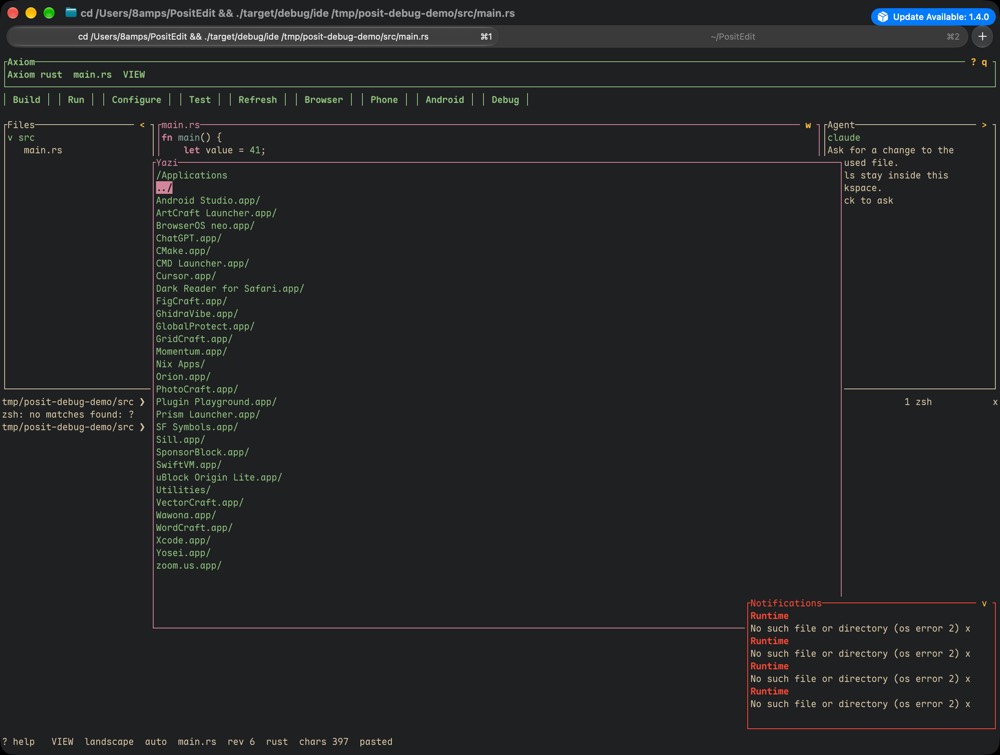 cd /Users/8amps/PositEdit && ./target/debug/ide /tmp/posit-debug-demo/src/main.rs
Update Available: 1.4.0
cd /Users/8amps/PositEdit && ./target/debug/ide /tmp/posit-debug-demo/src/main.rs ⌘1
~/PositEdit ⌘2 +
Axiom ? q
Axiom rust main.rs VIEW
| Build | | Run | | Configure | | Test | | Refresh | | Browser | | Phone | | Android | | Debug |
Files <
v src
main.rs
main.rs w
fn main() {
let value = 41;
Agent >
claude
Ask for a change to the
used file.
ls stay inside this
kspace.
ck to ask
Yazi
/Applications
../
Android Studio.app/
ArtCraft Launcher.app/
BrowserOS neo.app/
ChatGPT.app/
CMake.app/
CMD Launcher.app/
Cursor.app/
Dark Reader for Safari.app/
FigCraft.app/
GhidraVibe.app/
GlobalProtect.app/
GridCraft.app/
Momentum.app/
Nix Apps/
Orion.app/
PhotoCraft.app/
Plugin Playground.app/
Prism Launcher.app/
SF Symbols.app/
Sill.app/
SponsorBlock.app/
SwiftVM.app/
uBlock Origin Lite.app/
Utilities/
VectorCraft.app/
Wawona.app/
WordCraft.app/
Xcode.app/
Yosei.app/
zoom.us.app/
tmp/posit-debug-demo/src ❯
zsh: no matches found: ?
tmp/posit-debug-demo/src ❯
1 zsh x
Notifications v
Runtime
No such file or directory (os error 2) x
Runtime
No such file or directory (os error 2) x
Runtime
No such file or directory (os error 2) x
Runtime
No such file or directory (os error 2) x
? help VIEW landscape auto main.rs rev 6 rust chars 397 pasted